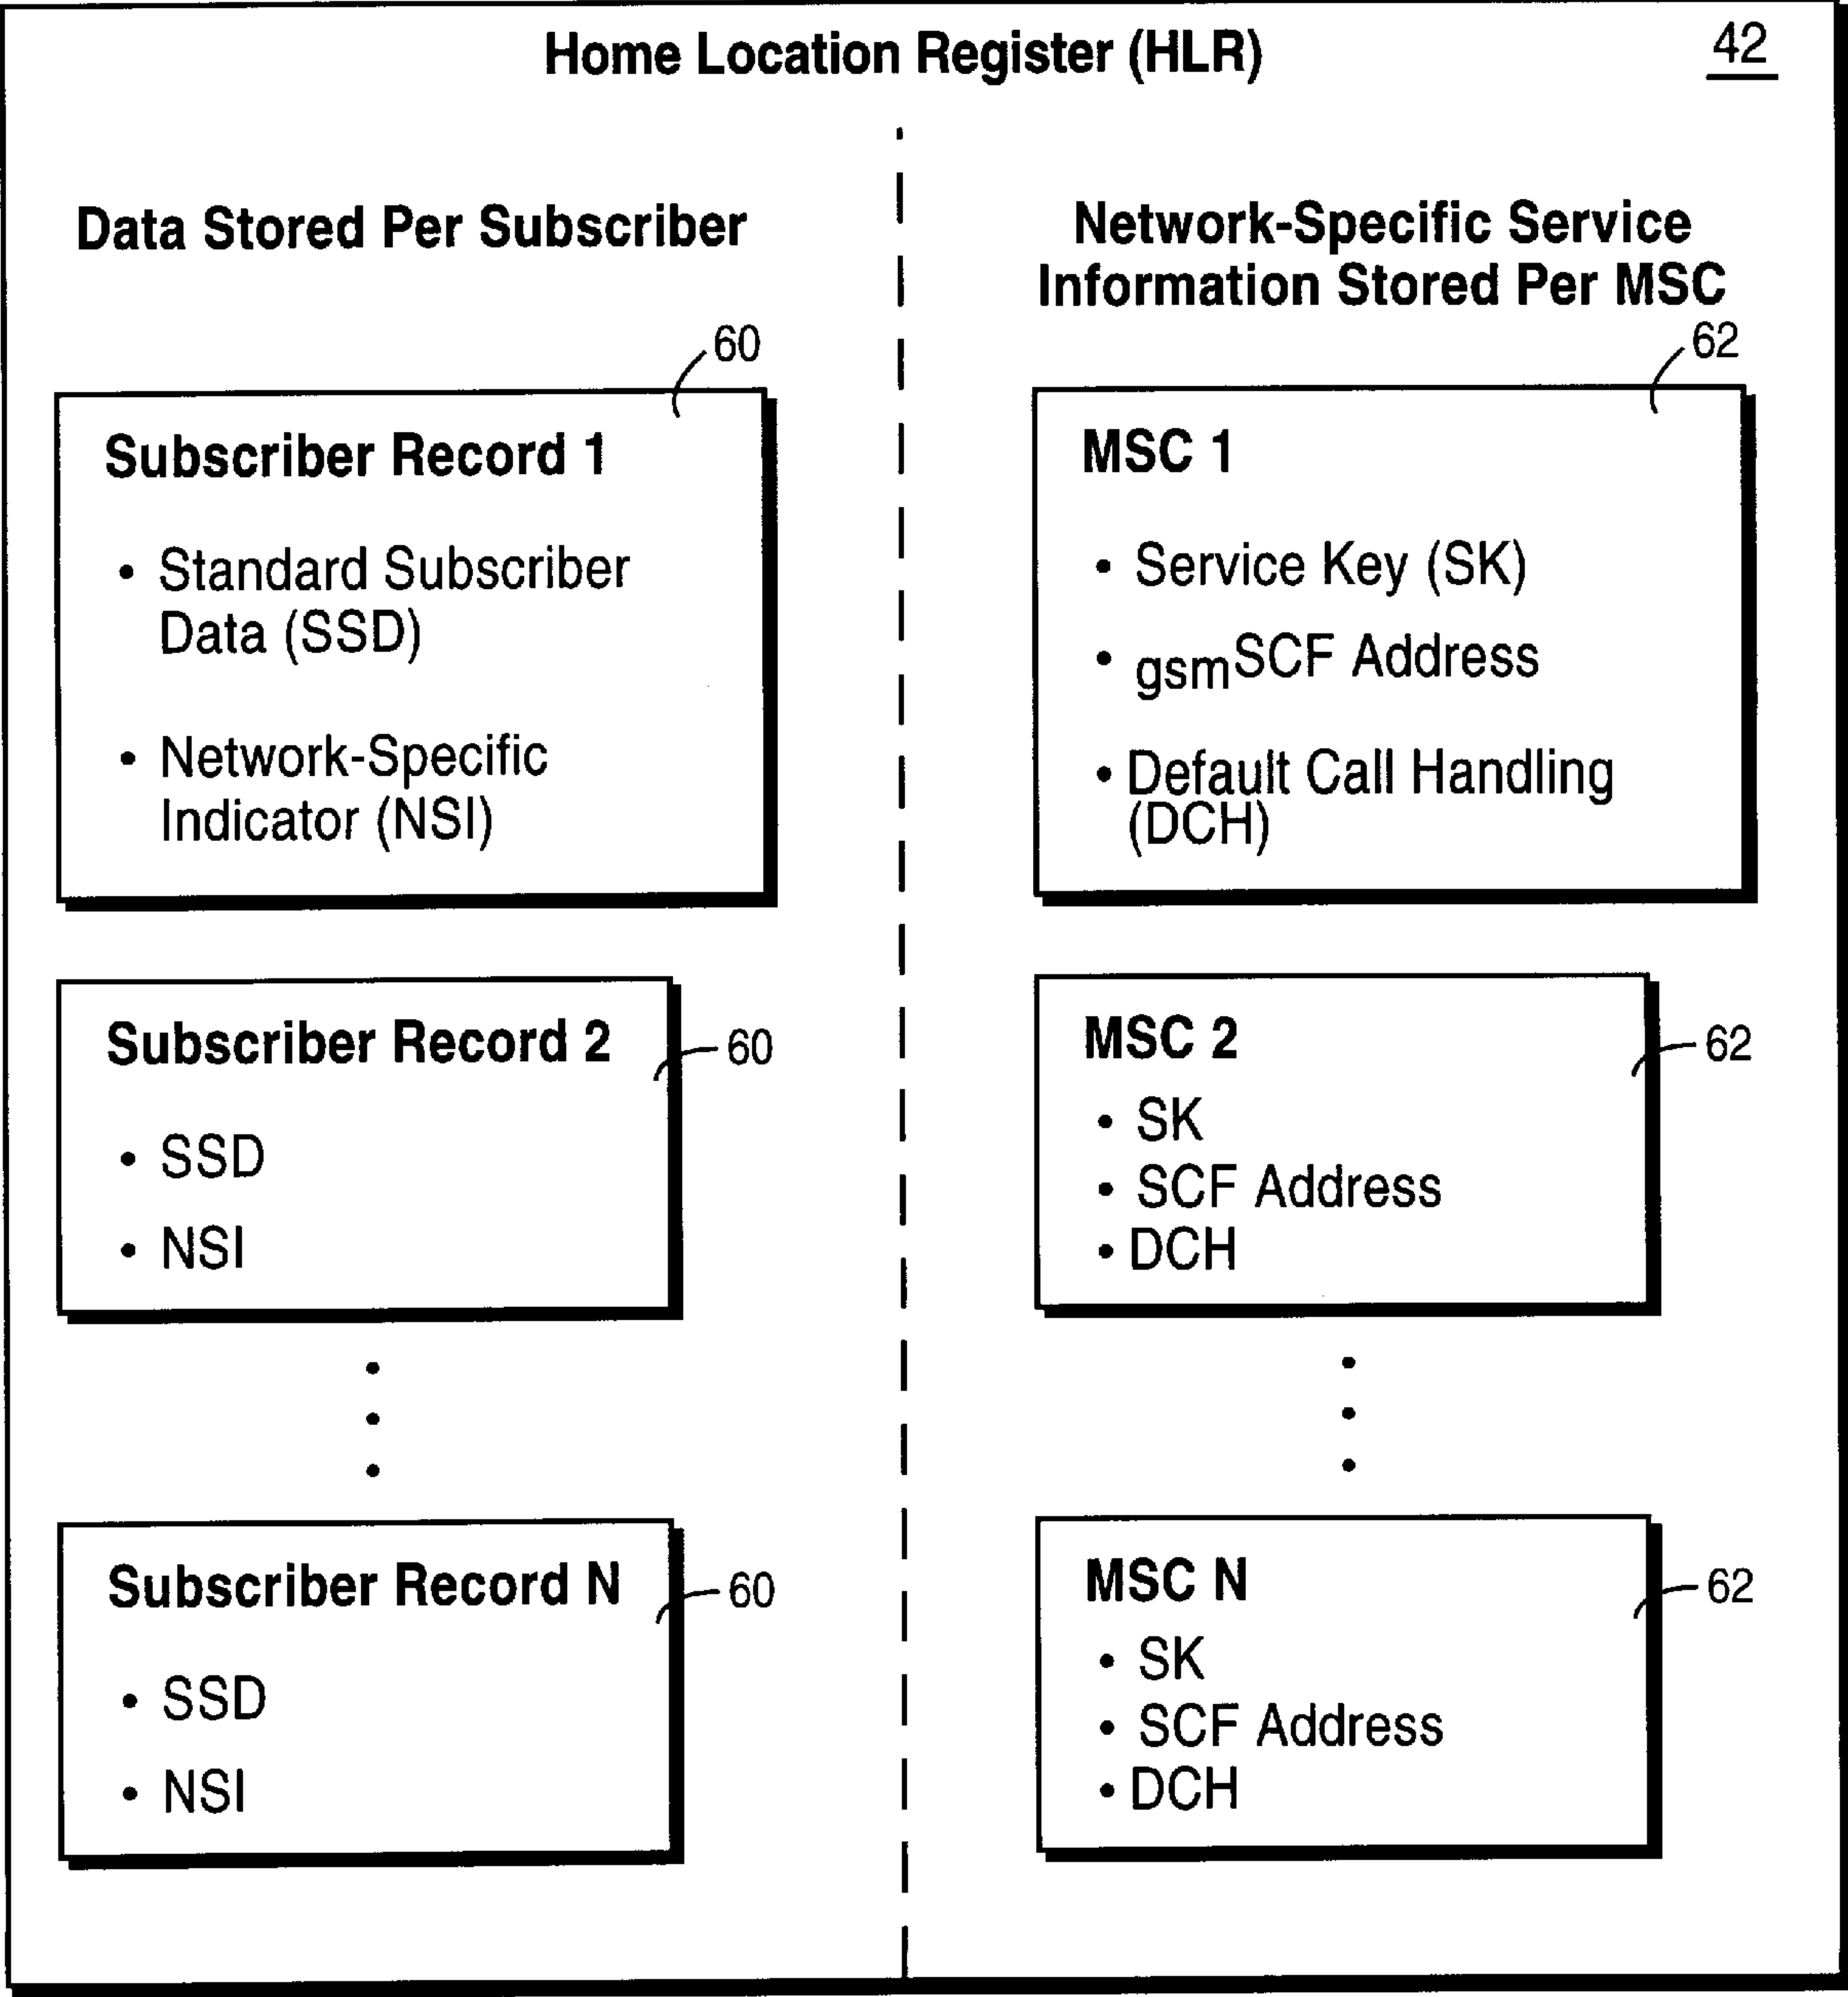 Home Location Register (HLR)
42
Data Stored Per Subscriber
60
Subscriber Record 1
• Standard Subscriber
Data (SSD)
• Network-Specific
Indicator (NSI)
Subscriber Record 2
60
• SSD
• NSI
Subscriber Record N
60
• SSD
• NSI
Network-Specific Service
Information Stored Per MSC
62
MSC 1
• Service Key (SK)
• gsmSCF Address
• Default Call Handling
(DCH)
MSC 2
62
• SK
• SCF Address
• DCH
MSC N
62
• SK
• SCF Address
• DCH